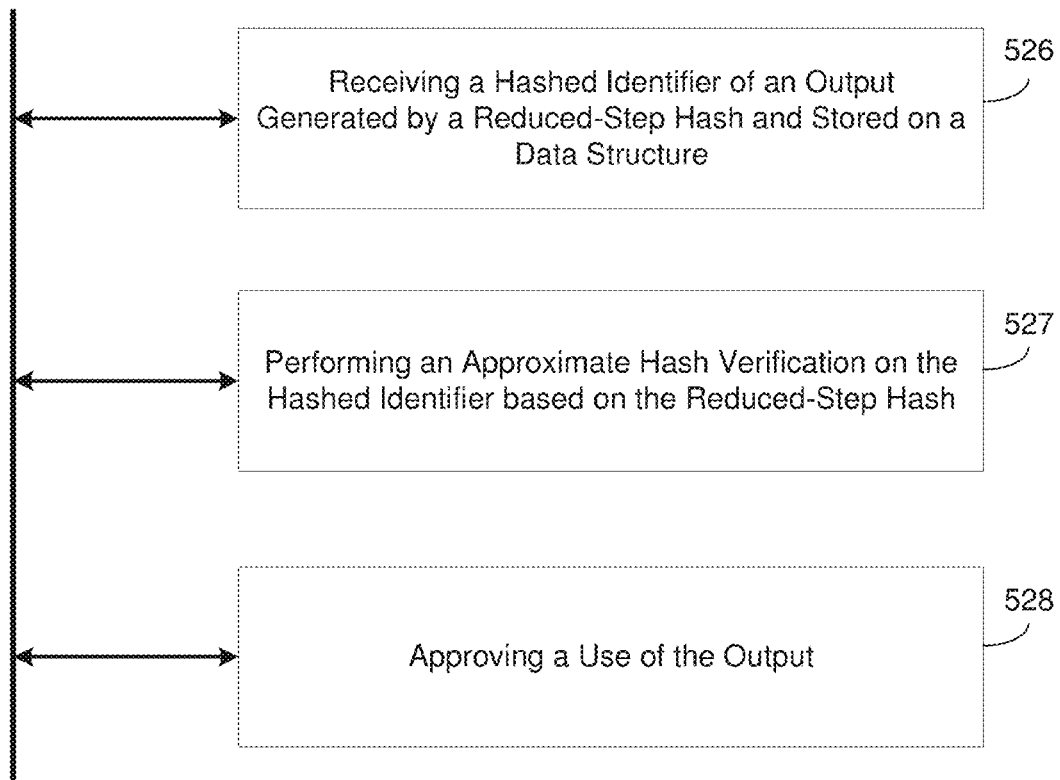 526
Receiving a Hashed Identifier of an Output
Generated by a Reduced-Step Hash and Stored on a
Data Structure
527
Performing an Approximate Hash Verification on the
Hashed Identifier based on the Reduced-Step Hash
528
Approving a Use of the Output